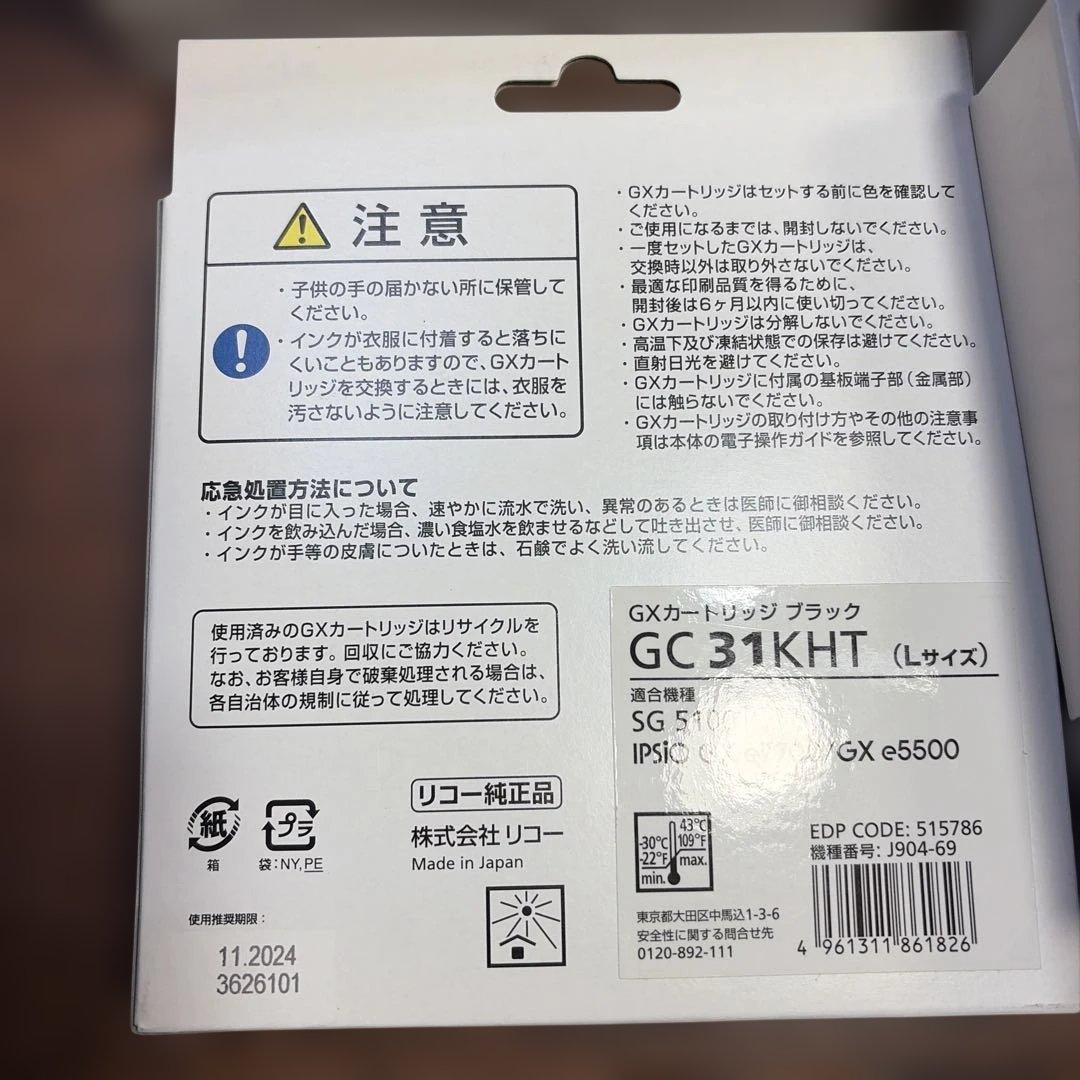 注意
・子供の手の届かない所に保管して
ください。
・インクが衣服に付着すると落ちに
くいこともありますので、GXカート
リッジを交換するときには、衣服を
汚さないように注意してください。
・GXカートリッジはセットする前に色を確認して
ください。
・ご使用になるまでは、開封しないでください。
・一度セットしたGXカートリッジは、
交換時以外は取り外さないでください。
・最適な印刷品質を得るために、
開封後は6ヶ月以内に使い切ってください。
・GXカートリッジは分解しないでください。
・高温下及び凍結状態での保存は避けてください。
・直射日光を避けてください。
・GXカートリッジに付属の基板端子部(金属部)
には触らないでください。
・GXカートリッジの取り付け方やその他の注意事
項は本体の電子操作ガイドを参照してください。
応急処置方法について
・インクが目に入った場合、速やかに流水で洗い、異常のあるときは医師に御相談ください。
・インクを飲み込んだ場合、濃い食塩水を飲ませるなどして吐き出させ、医師に御相談ください。
・インクが手等の皮膚についたときは、石鹸でよく洗い流してください。
使用済みのGXカートリッジはリサイクルを
行っております。回収にご協力ください。
なお、お客様自身で破棄処理される場合は、
各自治体の規制に従って処理してください。
GXカートリッジ ブラック
GC 31KHT (Lサイズ)
適合機種
SG
IPSiO GX e5500
紙
箱
プラ
袋:NY,PE
リコー純正品
株式会社 リコー
Made in Japan
使用推奨期限:
11.2024
3626101
-30℃
-22°F
min.
43℃
109°F
max.
EDP CODE: 515786
機種番号: J904-69
東京都大田区中馬込1-3-6
安全性に関する問合せ先
0120-892-111
4 961311 861826